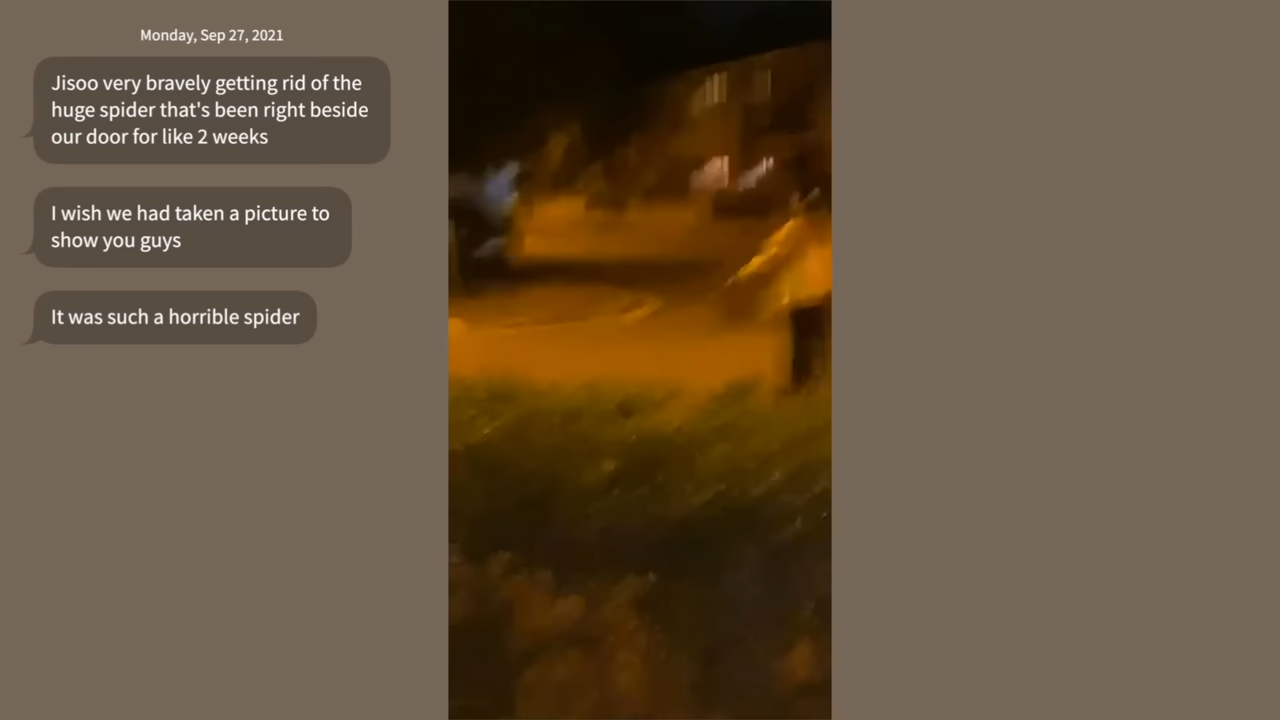 Monday, Sep 27, 2021
Jisoo very bravely getting rid of the
huge spider that's been right beside
our door for like 2 weeks
I wish we had taken a picture to
show you guys
It was such a horrible spider